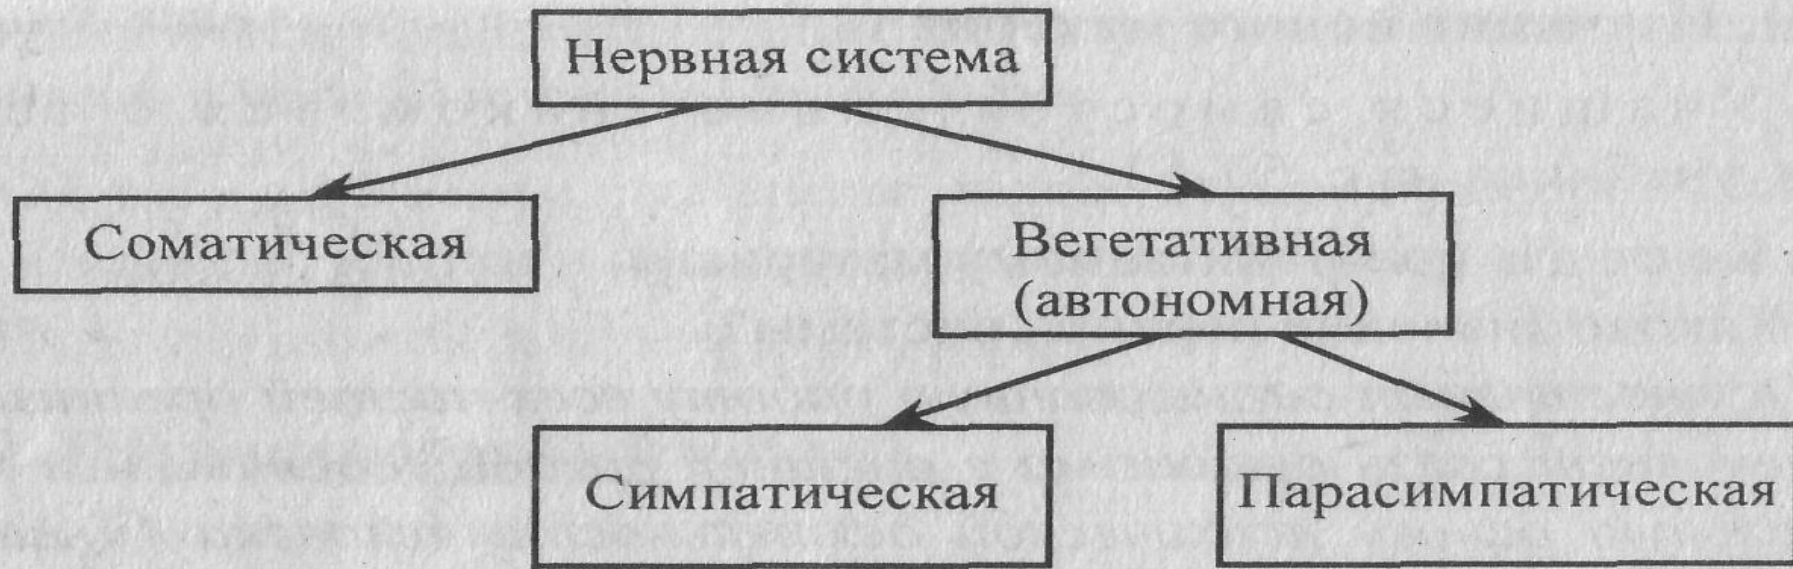 Нервная система
Соматическая
Вегетативная
(автономная)
Симпатическая
Парасимпатическая